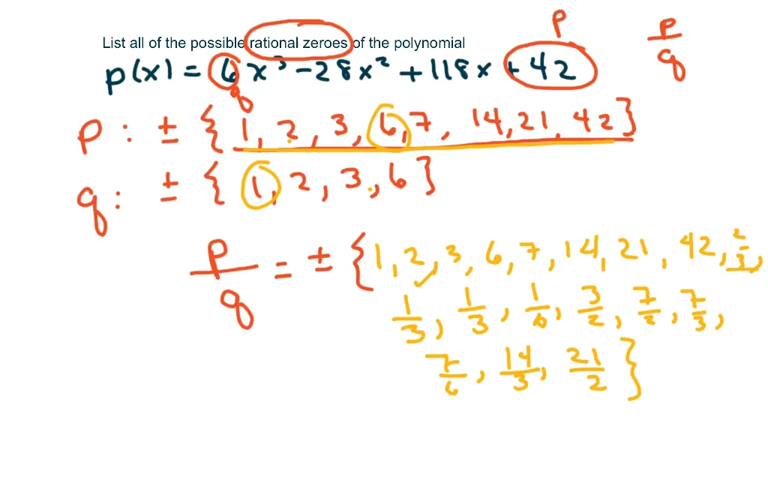 List all of the possible rational zeroes of the polynomial
p
p/q
p(x) = 6x³ - 28x² + 118x + 42
q
p : ± { 1, 2, 3, 6, 7, 14, 21, 42 }
q : ± { 1, 2, 3, 6 }
p/q = ± { 1, 2, 3, 6, 7, 14, 21, 42, 2/3,
1/3, 1/3, 1/6, 3/2, 7/2, 7/3,
7/6, 14/3, 21/2 }